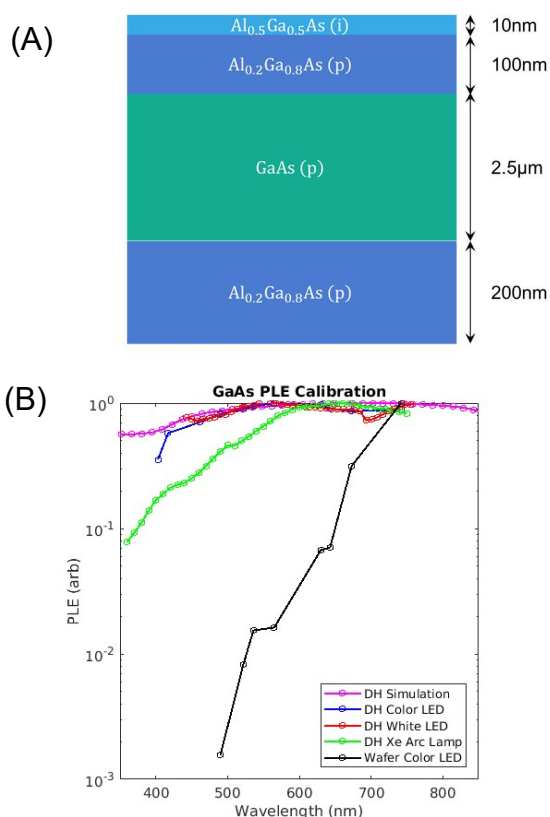 (A)
Al0.5Ga0.5As (i)
10nm
Al0.2Ga0.8As (p)
100nm
GaAs (p)
2.5μm
Al0.2Ga0.8As (p)
200nm
(B)
GaAs PLE Calibration
PLE (arb)
10^0
10^-1
10^-2
10^-3
400 500 600 700 800
Wavelength (nm)
DH Simulation
DH Color LED
DH White LED
DH Xe Arc Lamp
Wafer Color LED